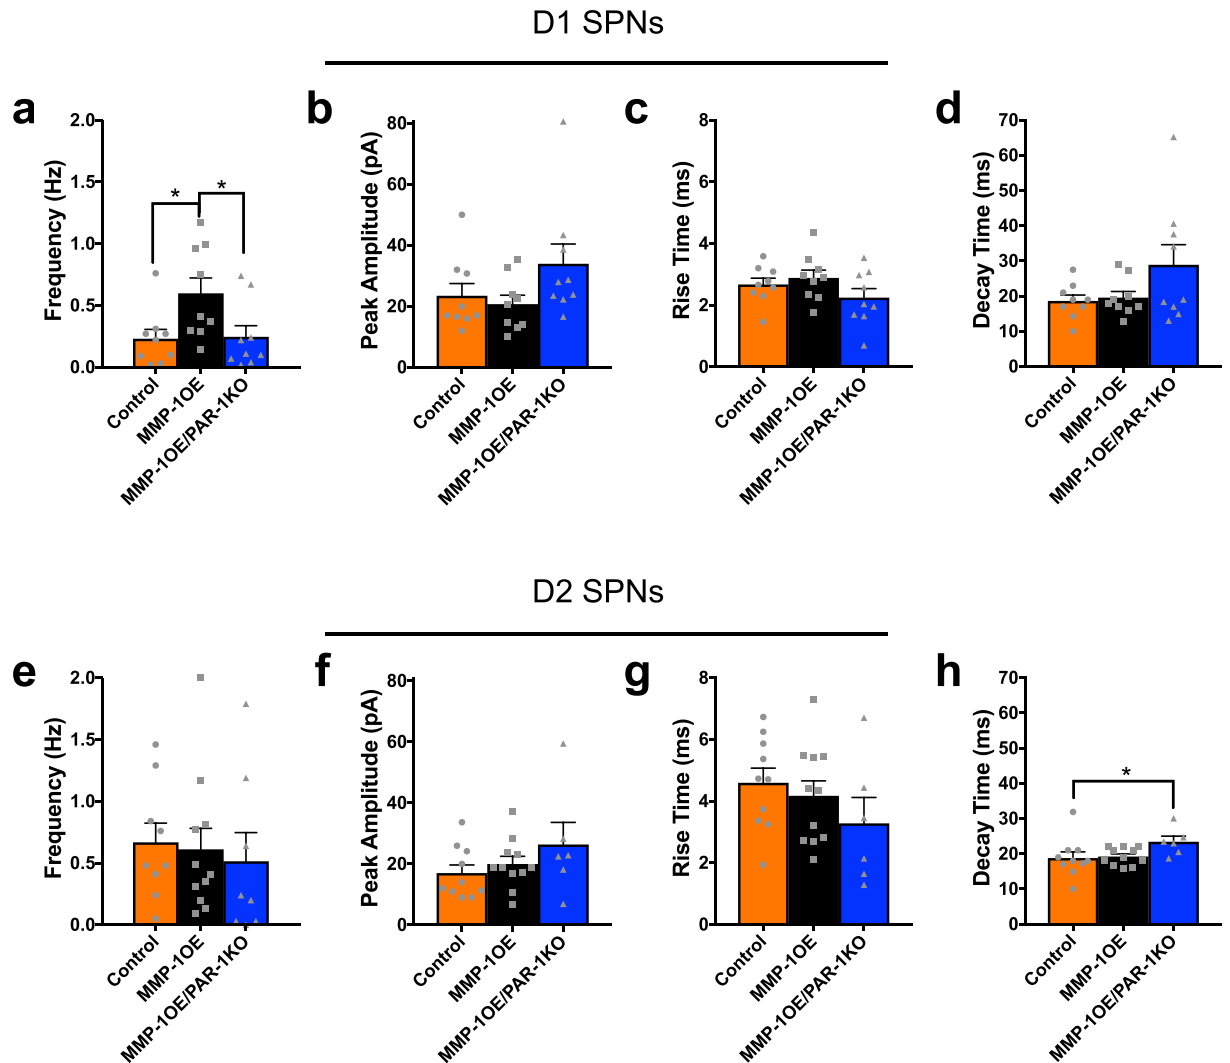 D1 SPNs
a
Frequency (Hz)
2.0
1.5
1.0
0.5
0.0
*
*
Control
MMP-1OE
MMP-1OE/PAR-1KO
b
Peak Amplitude (pA)
80
60
40
20
0
Control
MMP-1OE
MMP-1OE/PAR-1KO
c
Rise Time (ms)
8
6
4
2
0
Control
MMP-1OE
MMP-1OE/PAR-1KO
d
Decay Time (ms)
70
60
50
40
30
20
10
0
Control
MMP-1OE
MMP-1OE/PAR-1KO
D2 SPNs
e
Frequency (Hz)
2.0
1.5
1.0
0.5
0.0
Control
MMP-1OE
MMP-1OE/PAR-1KO
f
Peak Amplitude (pA)
80
60
40
20
0
Control
MMP-1OE
MMP-1OE/PAR-1KO
g
Rise Time (ms)
8
6
4
2
0
Control
MMP-1OE
MMP-1OE/PAR-1KO
h
Decay Time (ms)
70
60
50
40
30
20
10
0
*
Control
MMP-1OE
MMP-1OE/PAR-1KO